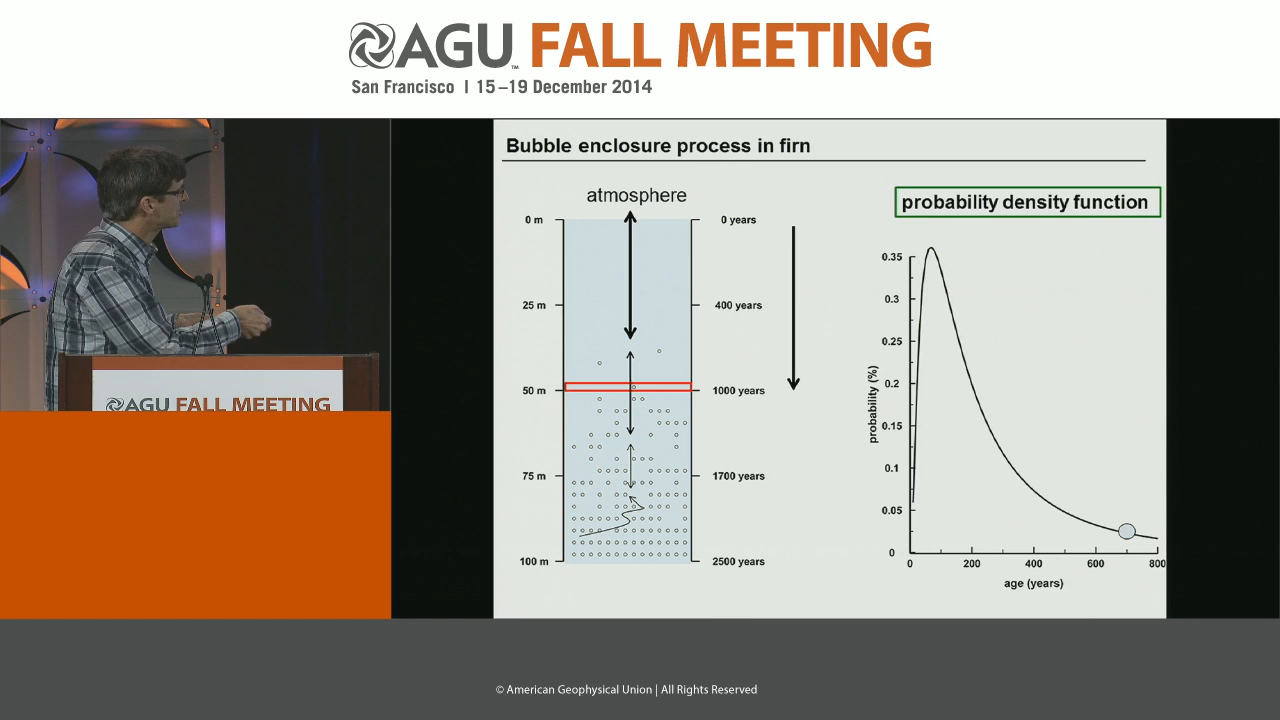 AGU™ FALL MEETING
San Francisco | 15–19 December 2014
Bubble enclosure process in firn
atmosphere
probability density function
0 m
0 years
25 m
400 years
50 m
1000 years
75 m
1700 years
100 m
2500 years
probability (%)
0.35
0.3
0.25
0.2
0.15
0.1
0.05
0
0 200 400 600 800
age (years)
AGU FALL MEETING
© American Geophysical Union | All Rights Reserved